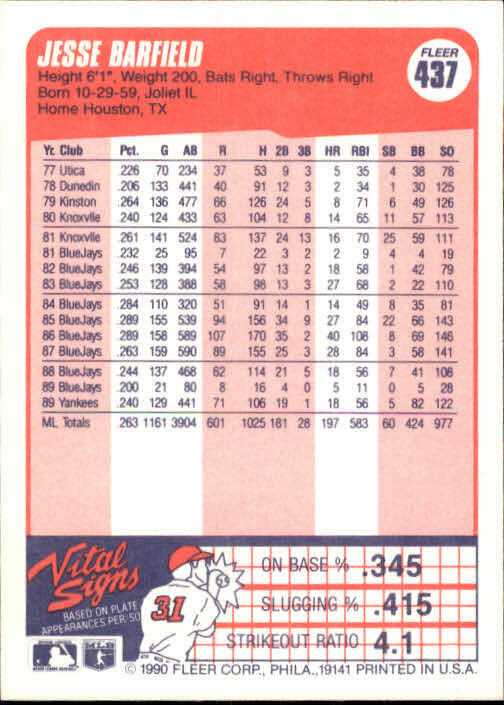 JESSE BARFIELD
FLEER
437
Height 6'1", Weight 200, Bats Right, Throws Right
Born 10-29-59, Joliet IL
Home Houston, TX
Yr. Club Pct. G AB R H 2B 3B HR RBI SB BB SO
77 Utica .226 70 234 37 53 9 3 5 35 4 38 78
78 Dunedin .206 133 441 40 91 12 3 2 34 1 30 125
79 Kinston .264 136 477 66 126 24 5 8 71 6 49 126
80 Knoxvlle .240 124 433 63 104 12 8 14 65 11 57 113
81 Knoxvlle .261 141 524 83 137 24 13 16 70 25 59 111
81 BlueJays .232 25 95 7 22 3 2 2 9 4 4 19
82 BlueJays .246 139 394 54 97 13 2 18 58 1 42 79
83 BlueJays .253 128 388 58 98 13 3 27 68 2 22 110
84 BlueJays .284 110 320 51 91 14 1 14 49 8 35 81
85 BlueJays .289 155 539 94 156 34 9 27 84 22 66 143
86 BlueJays .289 158 589 107 170 35 2 40 108 8 69 146
87 BlueJays .263 159 590 89 155 25 3 28 84 3 58 141
88 BlueJays .244 137 468 62 114 21 5 18 56 7 41 108
89 BlueJays .200 21 80 8 16 4 0 5 11 0 5 28
89 Yankees .240 129 441 71 106 19 1 18 56 5 82 122
ML Totals .263 1161 3904 601 1025 181 28 197 583 60 424 977
Vital Signs
BASED ON PLATE
APPEARANCES PER SO
31
ON BASE % .345
SLUGGING % .415
STRIKEOUT RATIO 4.1
MLB
© 1990 FLEER CORP., PHILA., 19141 PRINTED IN U.S.A.